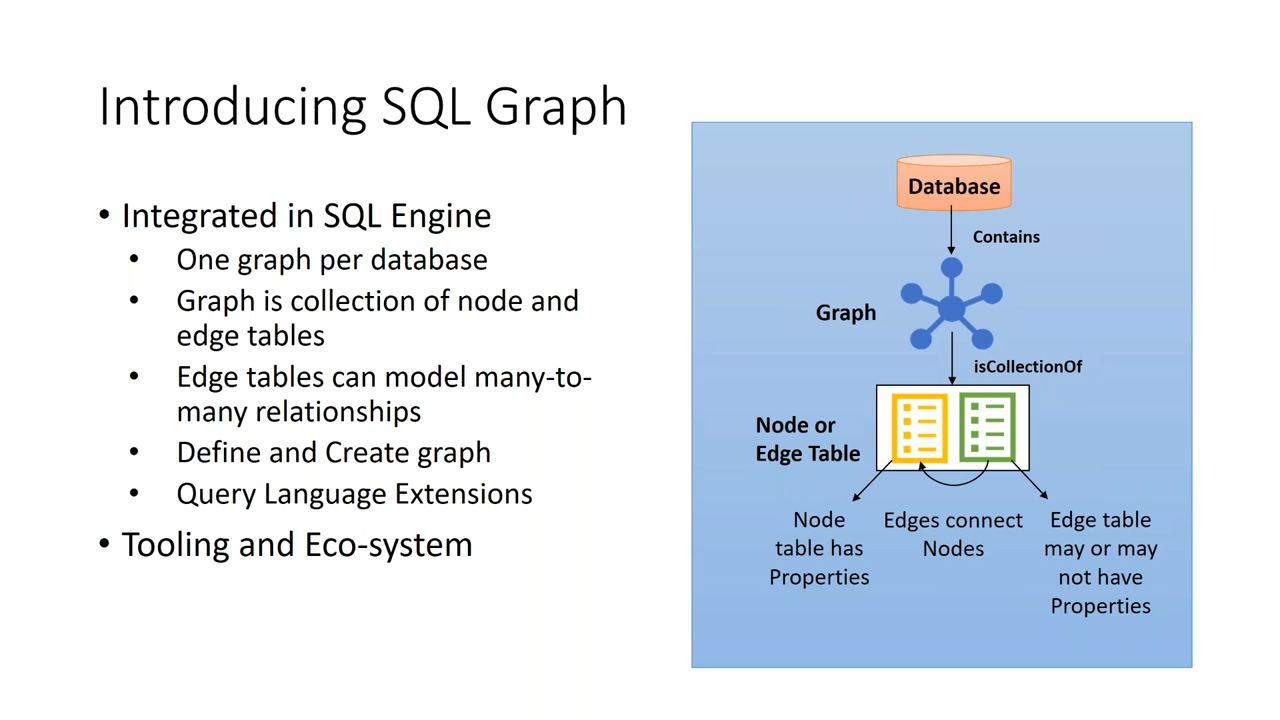 Introducing SQL Graph
• Integrated in SQL Engine
• One graph per database
• Graph is collection of node and
edge tables
• Edge tables can model many-to-
many relationships
• Define and Create graph
• Query Language Extensions
• Tooling and Eco-system
Database
Contains
Graph
isCollectionOf
Node or
Edge Table
Node
table has
Properties
Edges connect
Nodes
Edge table
may or may
not have
Properties